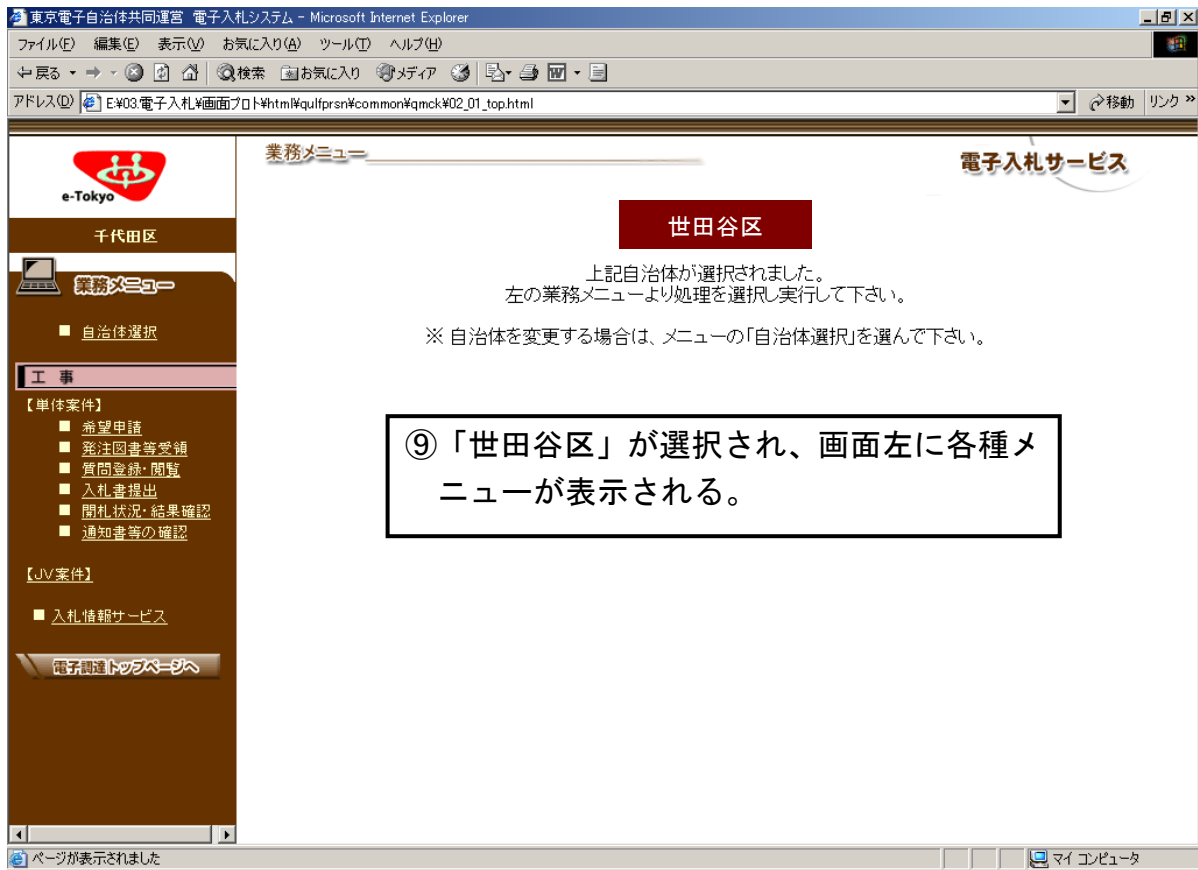 東京電子自治体共同運営 電子入札システム - Microsoft Internet Explorer
ファイル(F) 編集(E) 表示(V) お気に入り(A) ツール(T) ヘルプ(H)
戻る 検索 お気に入り メディア
アドレス(D) E:¥03.電子入札¥画面プロト¥html¥qulfprsn¥common¥qmck¥02_01_top.html 移動 リンク »
e-Tokyo
業務メニュー
電子入札サービス
千代田区
業務メニュー
■ 自治体選択
工 事
【単体案件】
■ 希望申請
■ 発注図書等受領
■ 質問登録・閲覧
■ 入札書提出
■ 開札状況・結果確認
■ 通知書等の確認
【JV案件】
■ 入札情報サービス
電子調達トップページへ
世田谷区
上記自治体が選択されました。
左の業務メニューより処理を選択し実行して下さい。
※ 自治体を変更する場合は、メニューの「自治体選択」を選んで下さい。
⑨「世田谷区」が選択され、画面左に各種メ
ニューが表示される。
ページが表示されました
マイ コンピュータ